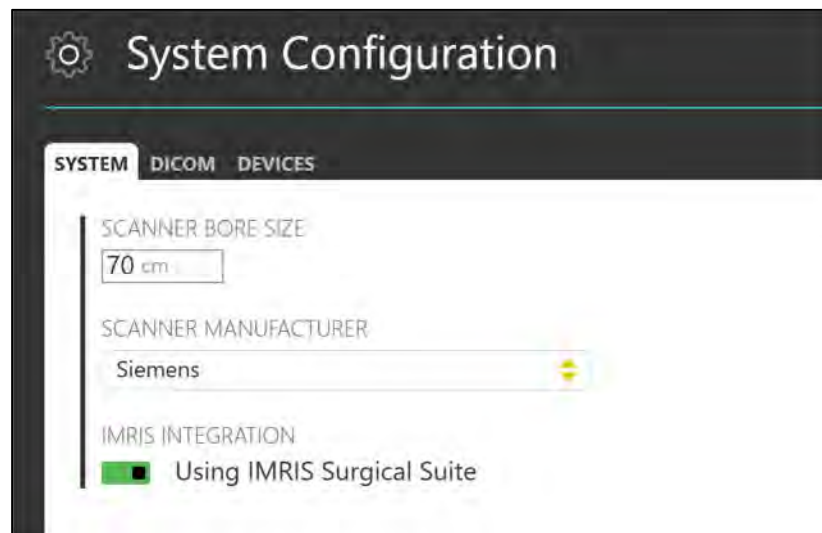 System Configuration
SYSTEM DICOM DEVICES
SCANNER BORE SIZE
70 cm
SCANNER MANUFACTURER
Siemens
IMRIS INTEGRATION
Using IMRIS Surgical Suite